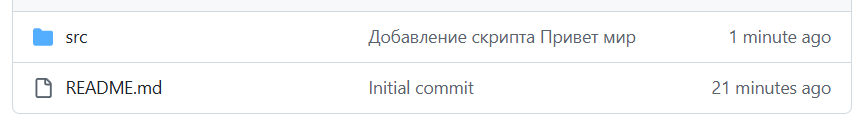 src Добавление скрипта Привет мир 1 minute ago
README.md Initial commit 21 minutes ago